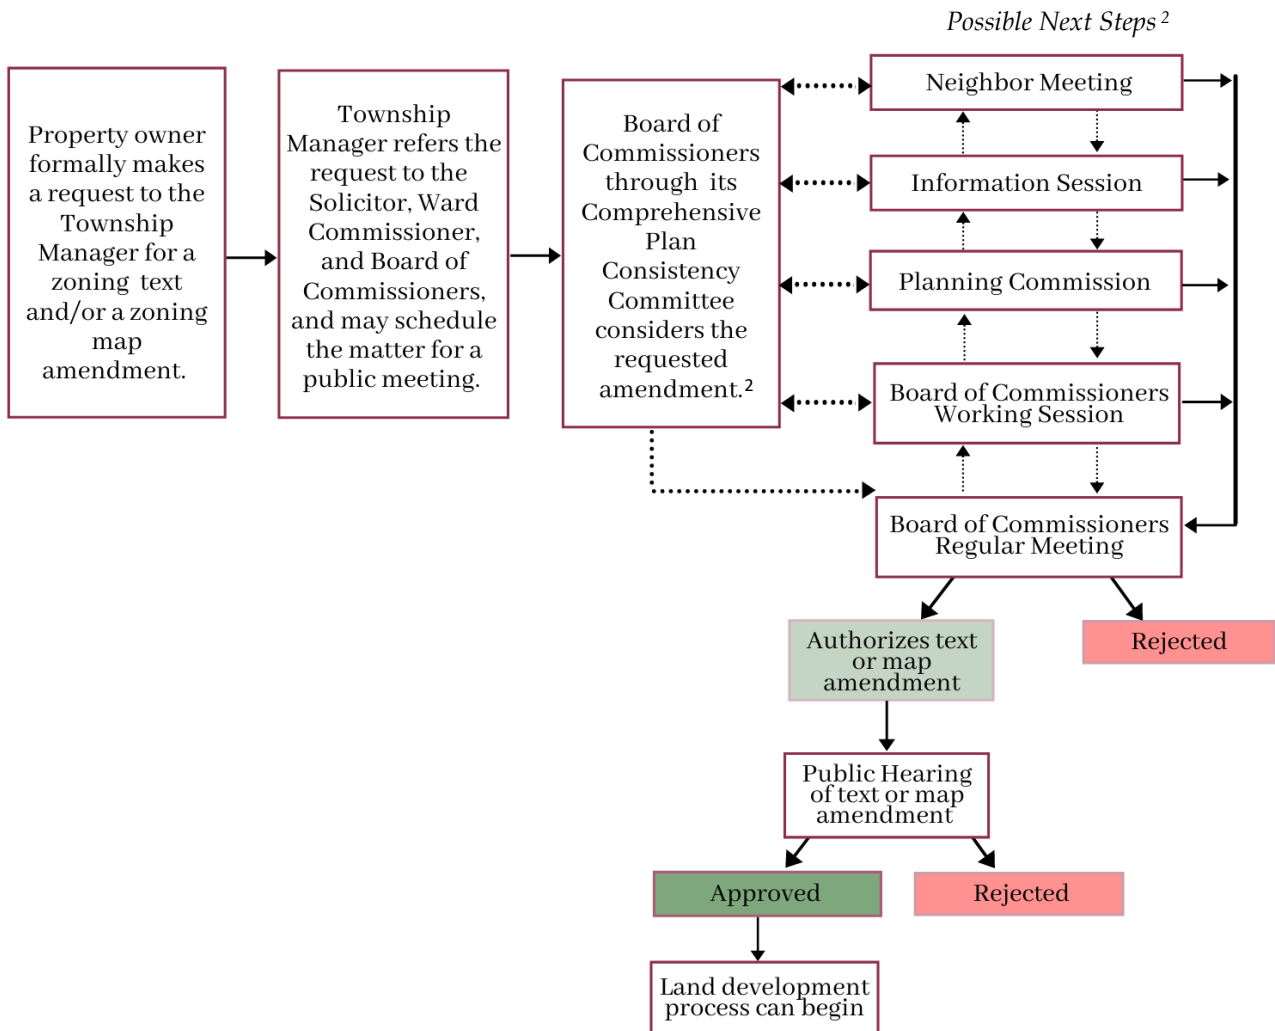 Possible Next Steps ²
Property owner
formally makes
a request to the
Township
Manager for a
zoning text
and/or a zoning
map
amendment.
Township
Manager refers the
request to the
Solicitor, Ward
Commissioner,
and Board of
Commissioners,
and may schedule
the matter for a
public meeting.
Board of
Commissioners
through its
Comprehensive
Plan
Consistency
Committee
considers the
requested
amendment.²
Neighbor Meeting
Information Session
Planning Commission
Board of Commissioners
Working Session
Board of Commissioners
Regular Meeting
Authorizes text
or map
amendment
Rejected
Public Hearing
of text or map
amendment
Approved
Rejected
Land development
process can begin